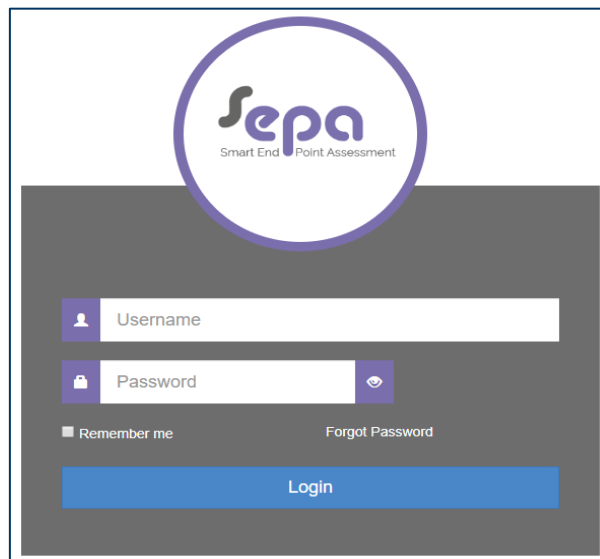 Sepa
Smart End Point Assessment
Username
Password
Remember me Forgot Password
Login